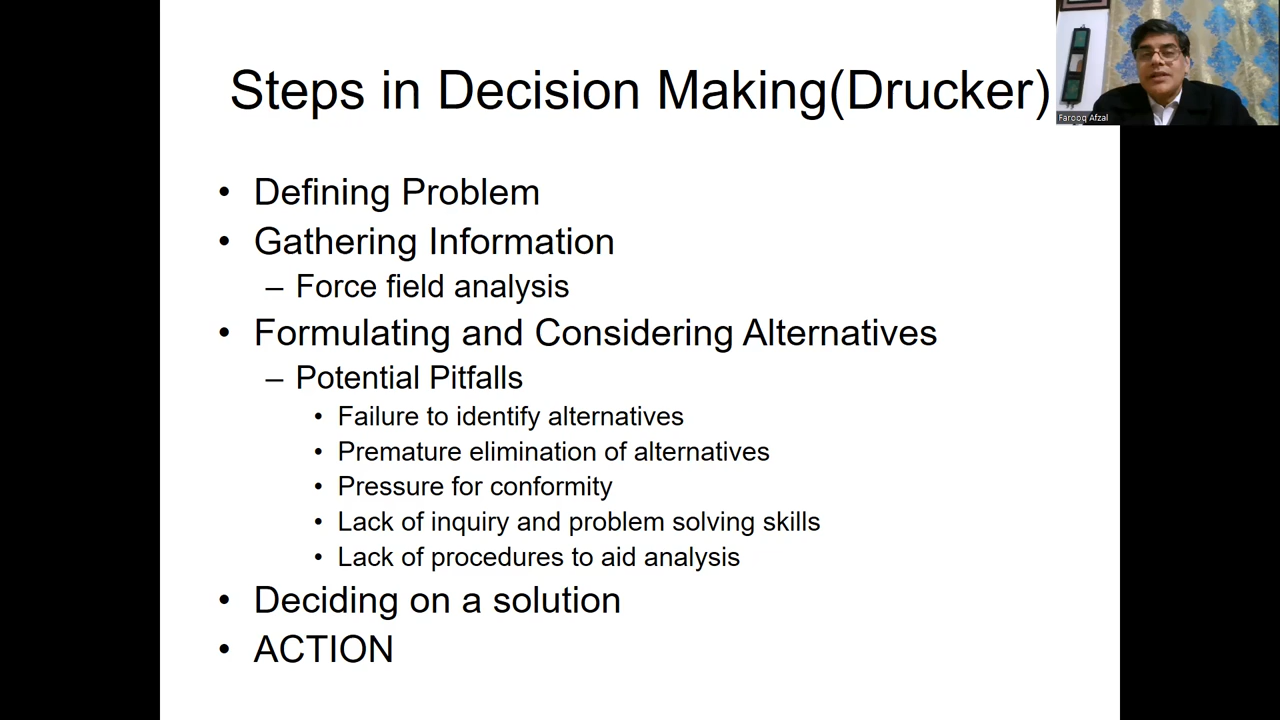 Steps in Decision Making(Drucker)
Farooq Afzal
• Defining Problem
• Gathering Information
– Force field analysis
• Formulating and Considering Alternatives
– Potential Pitfalls
• Failure to identify alternatives
• Premature elimination of alternatives
• Pressure for conformity
• Lack of inquiry and problem solving skills
• Lack of procedures to aid analysis
• Deciding on a solution
• ACTION